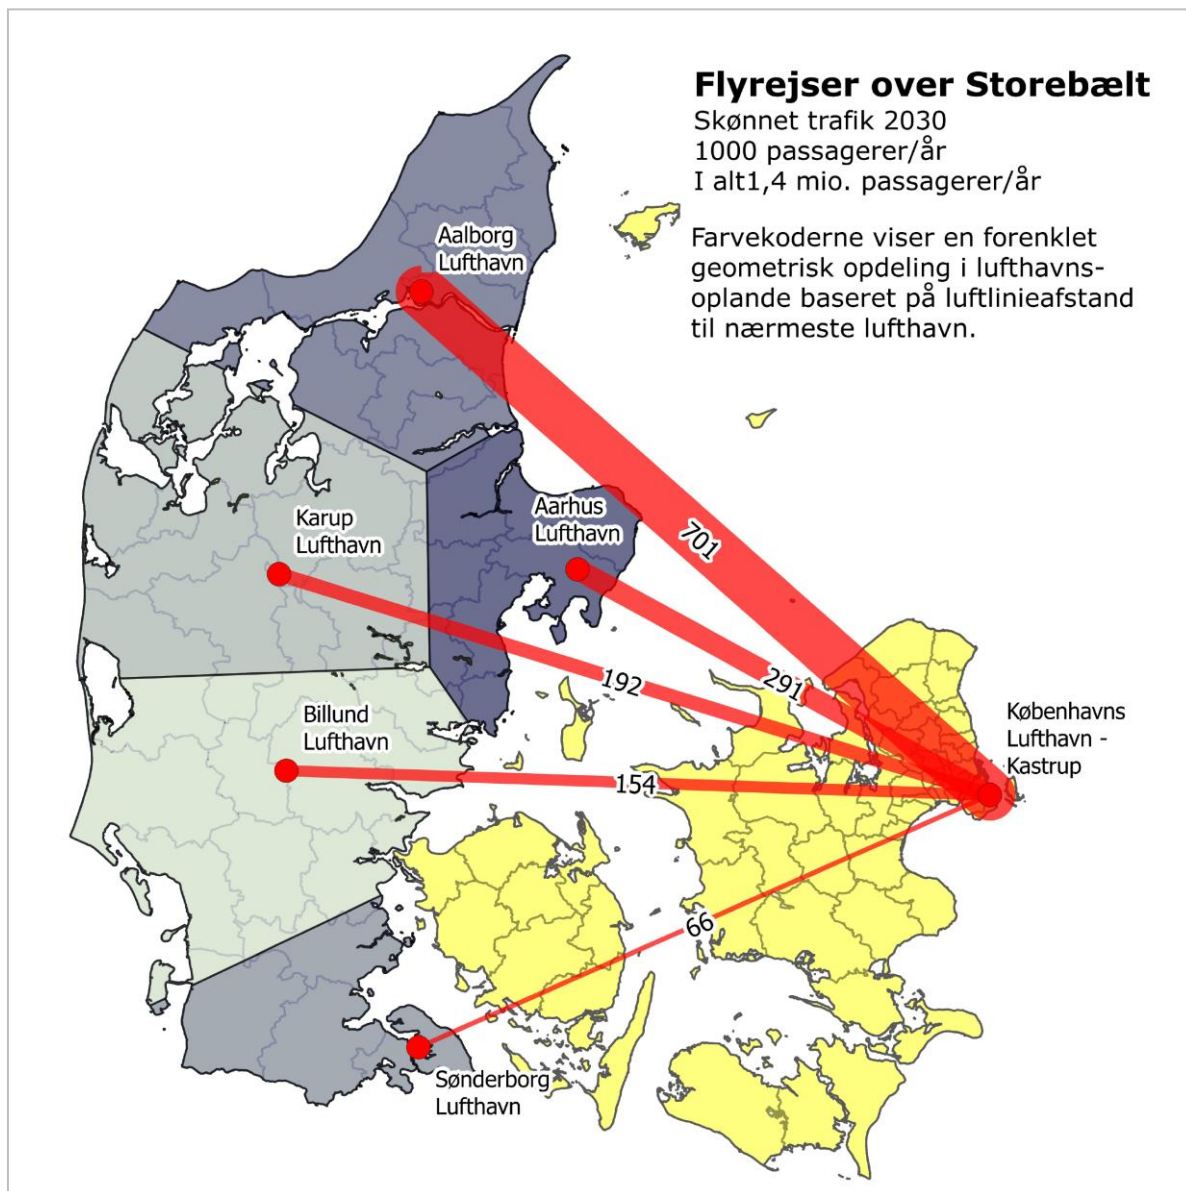 Flyrejser over Storebælt
Skønnet trafik 2030
1000 passagerer/år
I alt1,4 mio. passagerer/år
Farvekoderne viser en forenklet
geometrisk opdeling i lufthavns-
oplande baseret på luftlinieafstand
til nærmeste lufthavn.
Aalborg
Lufthavn
Karup
Lufthavn
Aarhus
Lufthavn
701
192
291
Billund
Lufthavn
Københavns
Lufthavn -
Kastrup
154
66
Sønderborg
Lufthavn